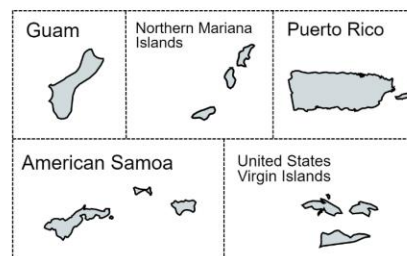 Guam
Northern Mariana
Islands
Puerto Rico
American Samoa
United States
Virgin Islands